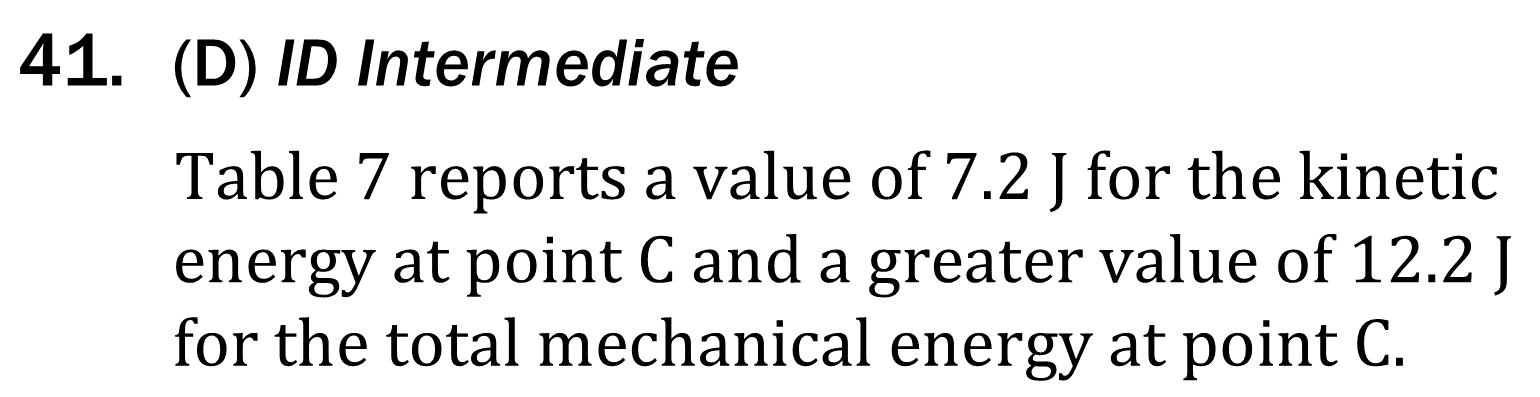 41. (D) ID Intermediate
Table 7 reports a value of 7.2 J for the kinetic
energy at point C and a greater value of 12.2 J
for the total mechanical energy at point C.